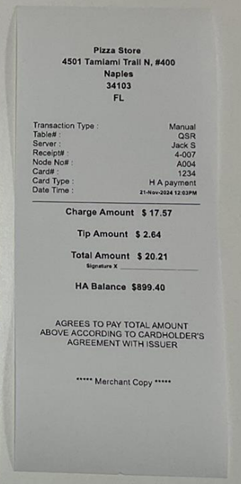 Pizza Store
4501 Tamiami Trail N, #400
Naples
34103
FL
Transaction Type : Manual
Table# : QSR
Server : Jack S
Receipt# : 4-007
Node No# : A004
Card# : 1234
Card Type : H A payment
Date Time : 21-Nov-2024 12:03PM
Charge Amount $ 17.57
Tip Amount $ 2.64
Total Amount $ 20.21
Signature X
HA Balance $899.40
AGREES TO PAY TOTAL AMOUNT
ABOVE ACCORDING TO CARDHOLDER'S
AGREEMENT WITH ISSUER
***** Merchant Copy *****